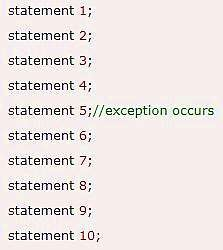 statement 1;
statement 2;
statement 3;
statement 4;
statement 5;//exception occurs
statement 6;
statement 7;
statement 8;
statement 9;
statement 10;